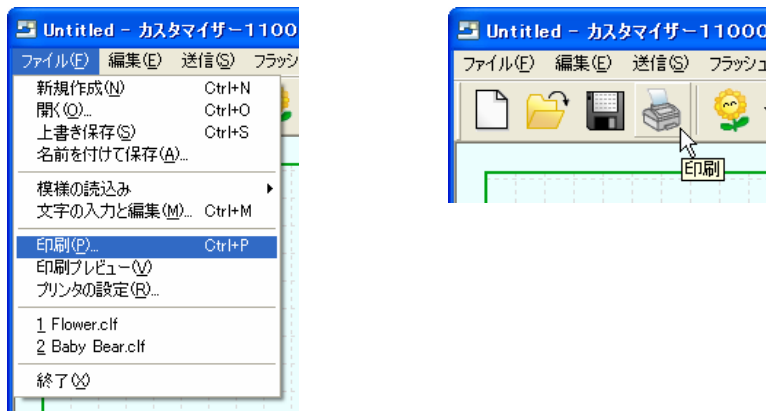 Untitled - カスタマイザー1100
ファイル(F) 編集(E) 送信(S) フラッシ
新規作成(N) Ctrl+N
開く(O)... Ctrl+O
上書き保存(S) Ctrl+S
名前を付けて保存(A)...
模様の読込み
文字の入力と編集(M)... Ctrl+M
印刷(P)... Ctrl+P
印刷プレビュー(V)
プリンタの設定(R)...
1 Flower.clf
2 Baby Bear.clf
終了(X)
Untitled - カスタマイザー11000
ファイル(F) 編集(E) 送信(S) フラッシュ
印刷